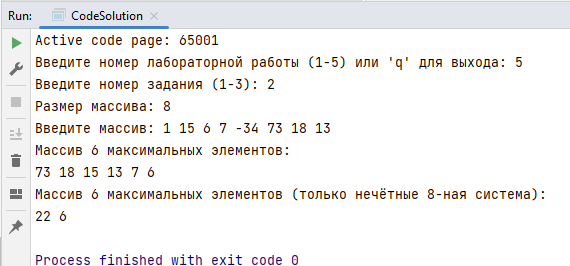 Run: CodeSolution
Active code page: 65001
Введите номер лабораторной работы (1-5) или 'q' для выхода: 5
Введите номер задания (1-3): 2
Размер массива: 8
Введите массив: 1 15 6 7 -34 73 18 13
Массив 6 максимальных элементов:
73 18 15 13 7 6
Массив 6 максимальных элементов (только нечётные 8-ная система):
22 6
Process finished with exit code 0